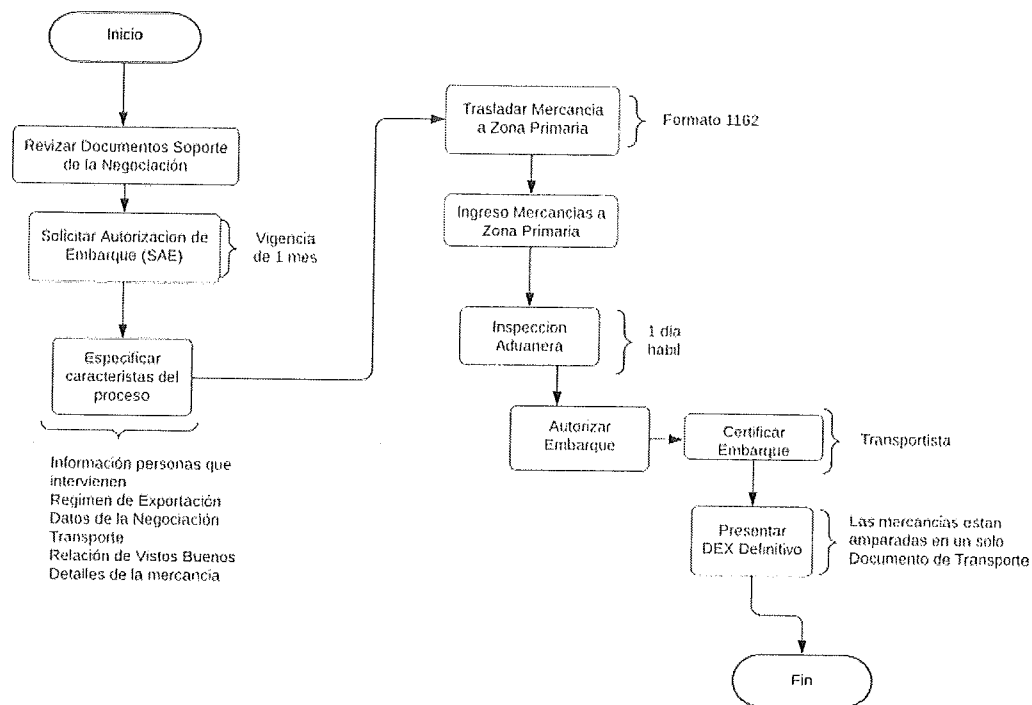 Inicio
Revizar Documentos Soporte
de la Negociación
Solicitar Autorizacion de
Embarque (SAE)
Vigencia
de 1 mes
Especificar
caracteristas del
proceso
Información personas que
intervienen
Regimen de Exportación
Datos de la Negociación
Transporte
Relación de Vistos Buenos
Detalles de la mercancia
Trasladar Mercancia
a Zona Primaria
Formato 1162
Ingreso Mercancias a
Zona Primaria
Inspeccion
Aduanera
1 dia
habil
Autorizar
Embarque
Certificar
Embarque
Transportista
Presentar
DEX Definitivo
Las mercancias estan
amparadas en un solo
Documento de Transporte
Fin